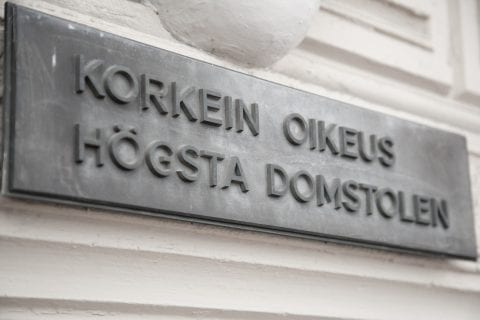 KORKEIN OIKEUS
HÖGSTA DOMSTOLEN